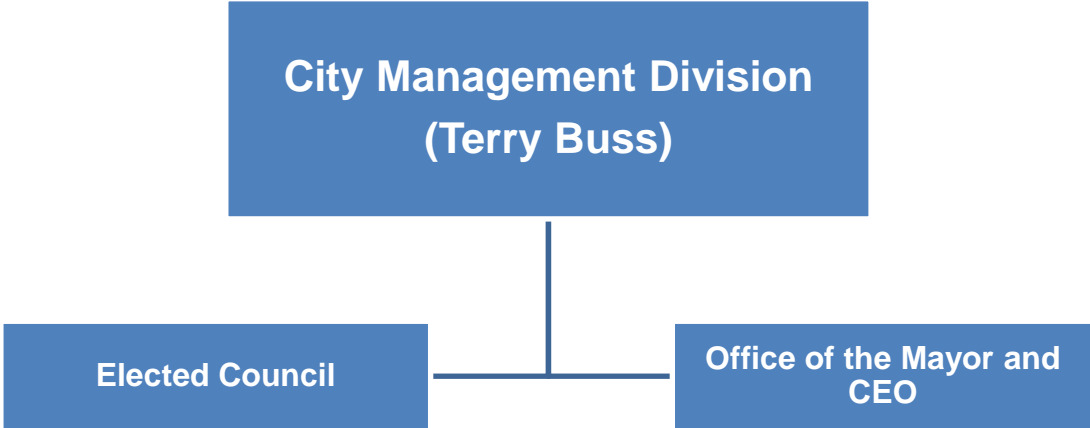 City Management Division
(Terry Buss)
Elected Council
Office of the Mayor and
CEO